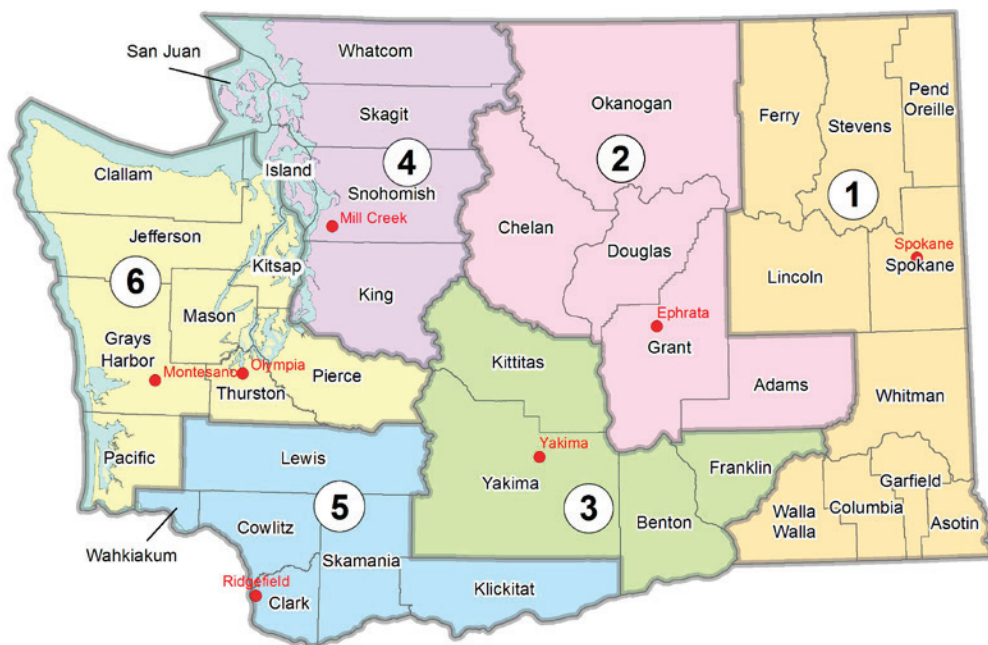 San Juan
Whatcom
Skagit
Island
4
Snohomish
Mill Creek
King
Okanogan
2
Chelan
Douglas
Ephrata
Grant
Adams
Ferry
Stevens
Pend
Oreille
1
Spokane
Spokane
Lincoln
Whitman
Garfield
Columbia
Walla
Walla
Asotin
Clallam
Jefferson
6
Kitsap
Mason
Grays
Harbor
Montesano
Olympia
Thurston
Pierce
Pacific
Kittitas
Yakima
Yakima
3
Franklin
Benton
Lewis
5
Wahkiakum
Cowlitz
Skamania
Ridgefield
Clark
Klickitat